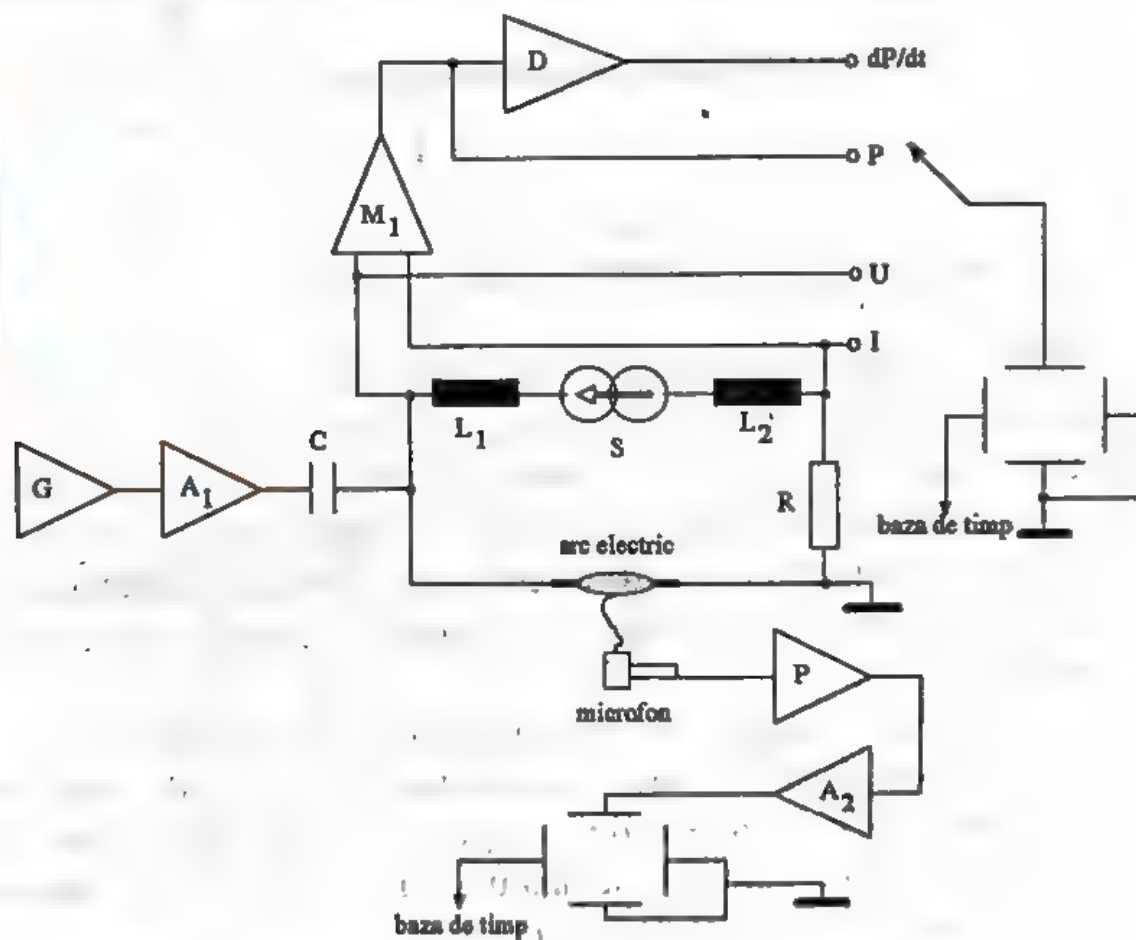 D
dP/dt
P
M1
U
I
L1
S
L2
C
G
A1
R
baza de timp
arc electric
P
microfon
A2
baza de timp